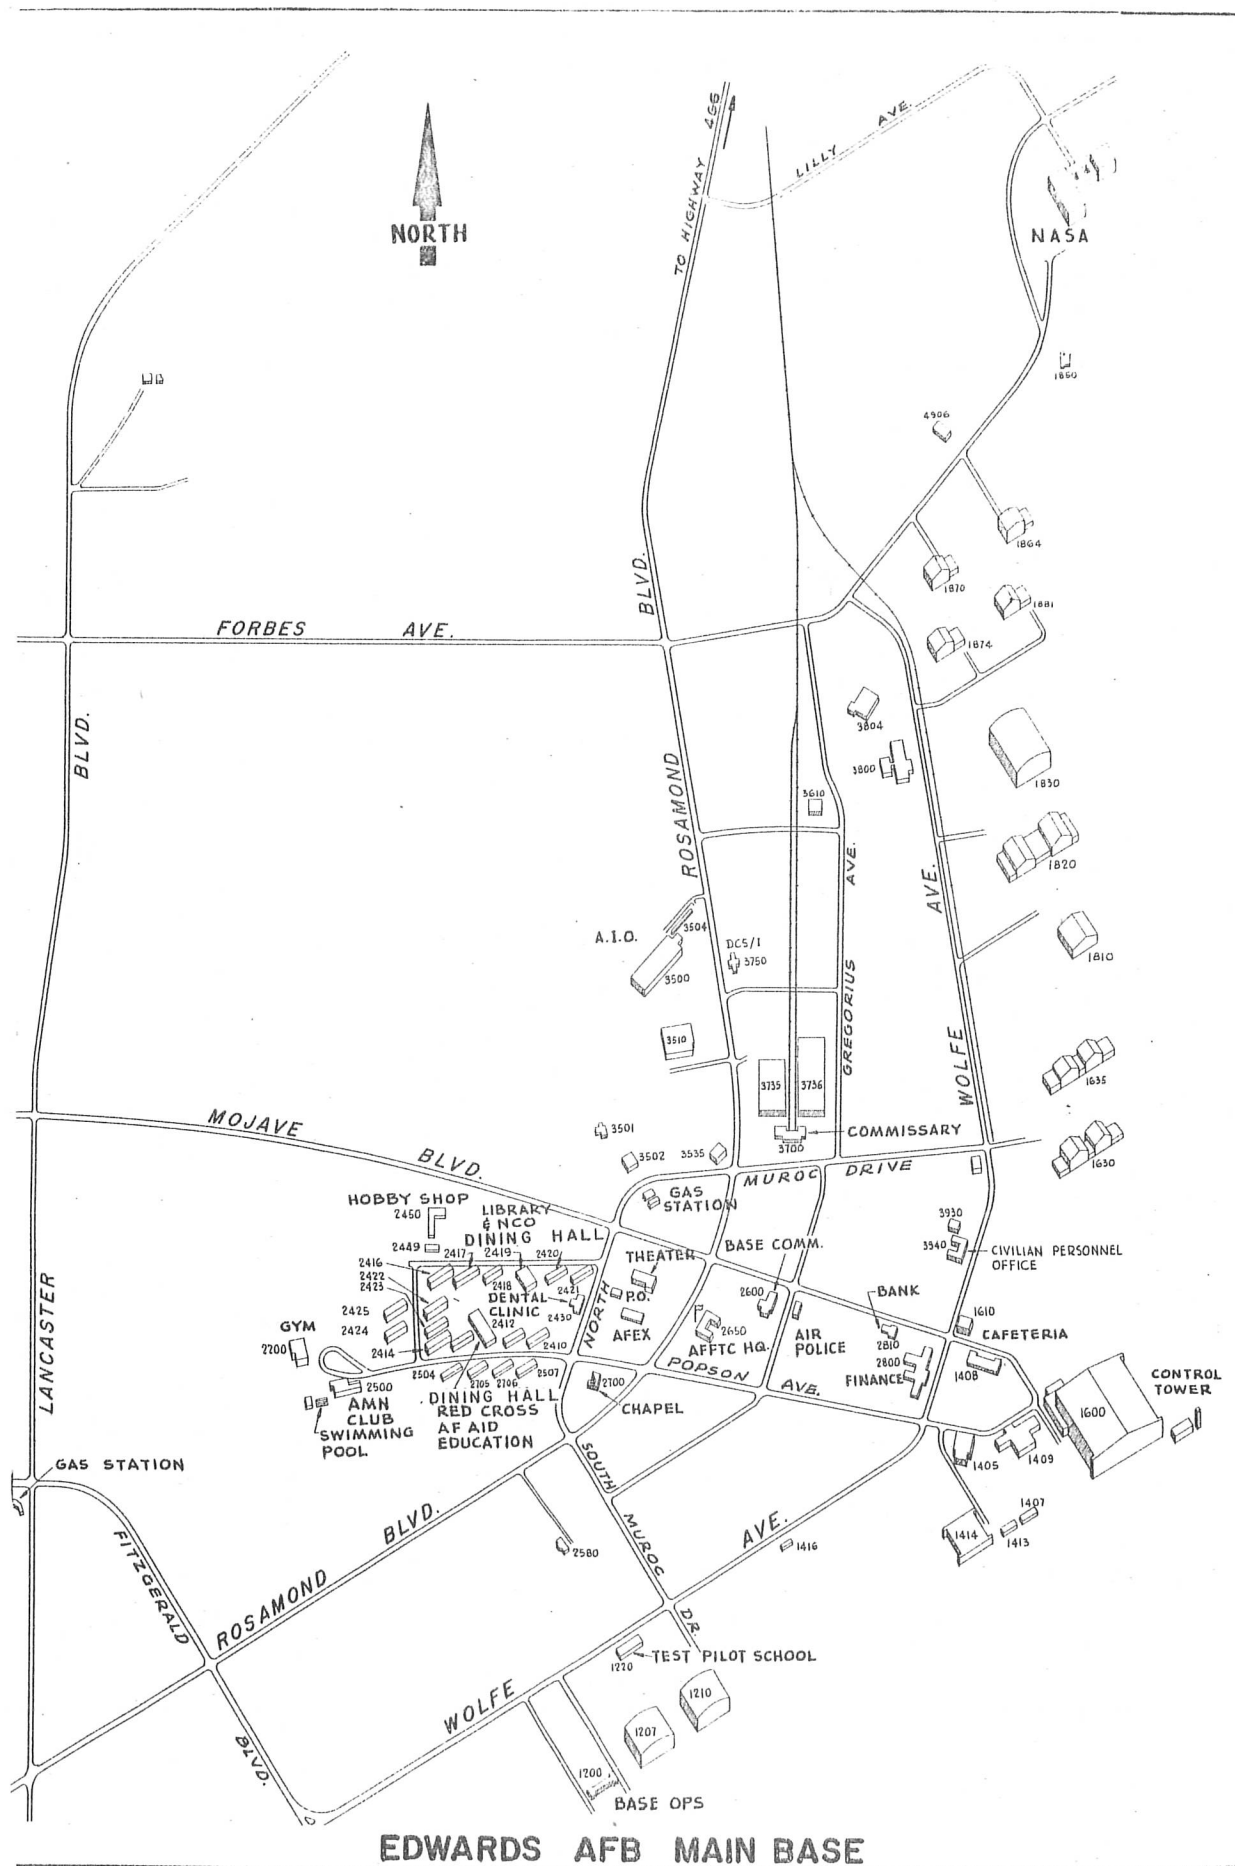 466
TO HIGHWAY
LILLY AVE.
NORTH
NASA
1860
4906
1864
1870
1881
1874
BLVD.
FORBES AVE.
BLVD.
3804
3800
1830
ROSAMOND
3610
1820
AVE.
AVE.
A.I.O.
3504
DCS/I
3750
3500
1810
GREGORIUS
WOLFE
3510
3735
3736
1635
MOJAVE
BLVD.
3501
COMMISSARY
3502
3535
3700
MUROC DRIVE
1630
HOBBY SHOP
2450
GAS
STATION
LIBRARY
& NCO
DINING HALL
2449
2416
2417
2419
2420
THEATER
BASE COMM.
3930
3940
CIVILIAN PERSONNEL
OFFICE
LANCASTER
2422
2423
2418
2421
DENTAL
CLINIC
2430
NORTH
P.O.
2600
BANK
1610
2425
2424
2412
2410
AFEX
2650
AFFTC HQ.
AIR
POLICE
2810
CAFETERIA
GYM
2200
2414
POPSON
AVE.
2800
FINANCE
1408
CONTROL
TOWER
2504
2705
2706
2507
2700
2500
AMN
CLUB
SWIMMING
POOL
DINING HALL
RED CROSS
AF AID
EDUCATION
CHAPEL
1600
GAS STATION
SOUTH
MUROC
DR.
1405
1409
FITZGERALD
BLVD.
ROSAMOND
BLVD.
2580
AVE.
1416
1414
1407
1413
1220
TEST PILOT SCHOOL
WOLFE
1210
1207
1200
BASE OPS
EDWARDS AFB MAIN BASE